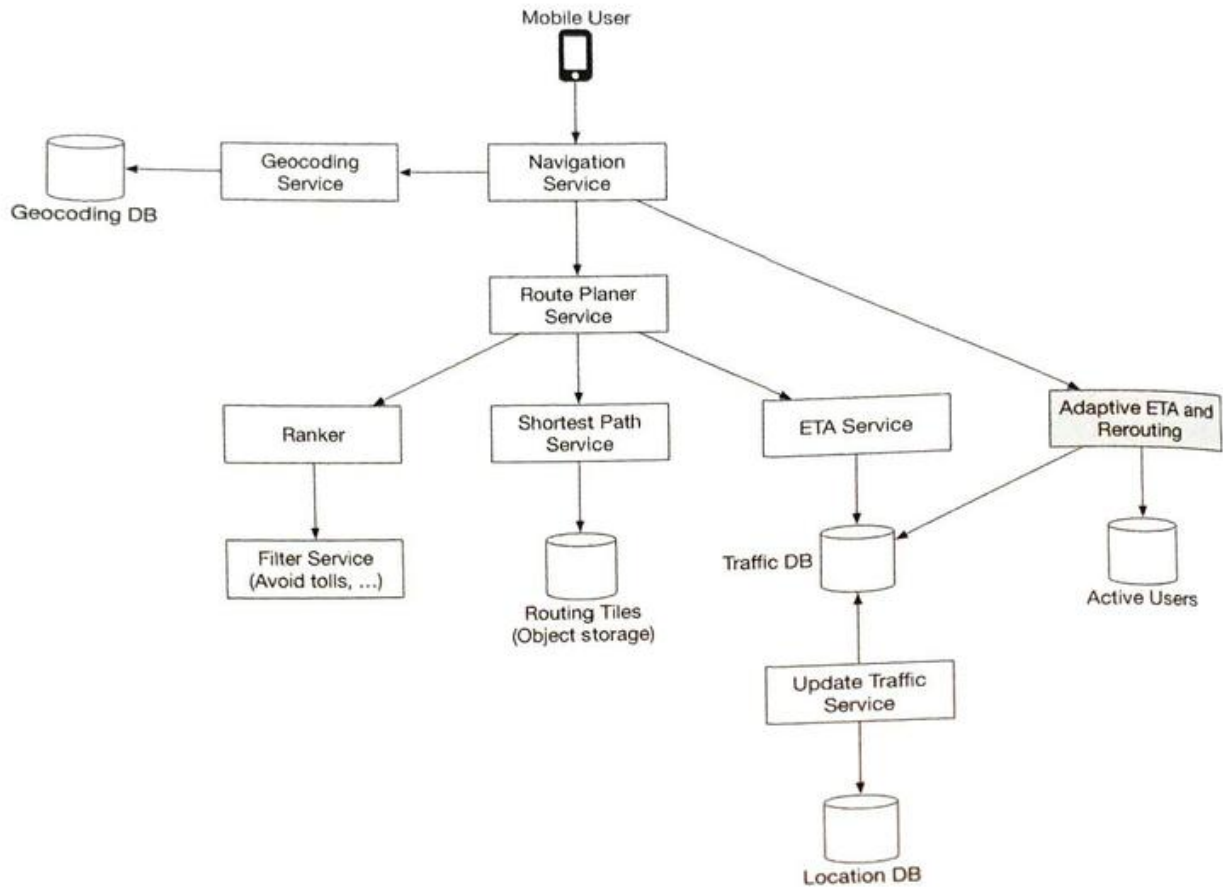 Mobile User
Geocoding
Service
Navigation
Service
Geocoding DB
Route Planer
Service
Ranker
Shortest Path
Service
ETA Service
Adaptive ETA and
Rerouting
Filter Service
(Avoid tolls, ...)
Routing Tiles
(Object storage)
Traffic DB
Active Users
Update Traffic
Service
Location DB